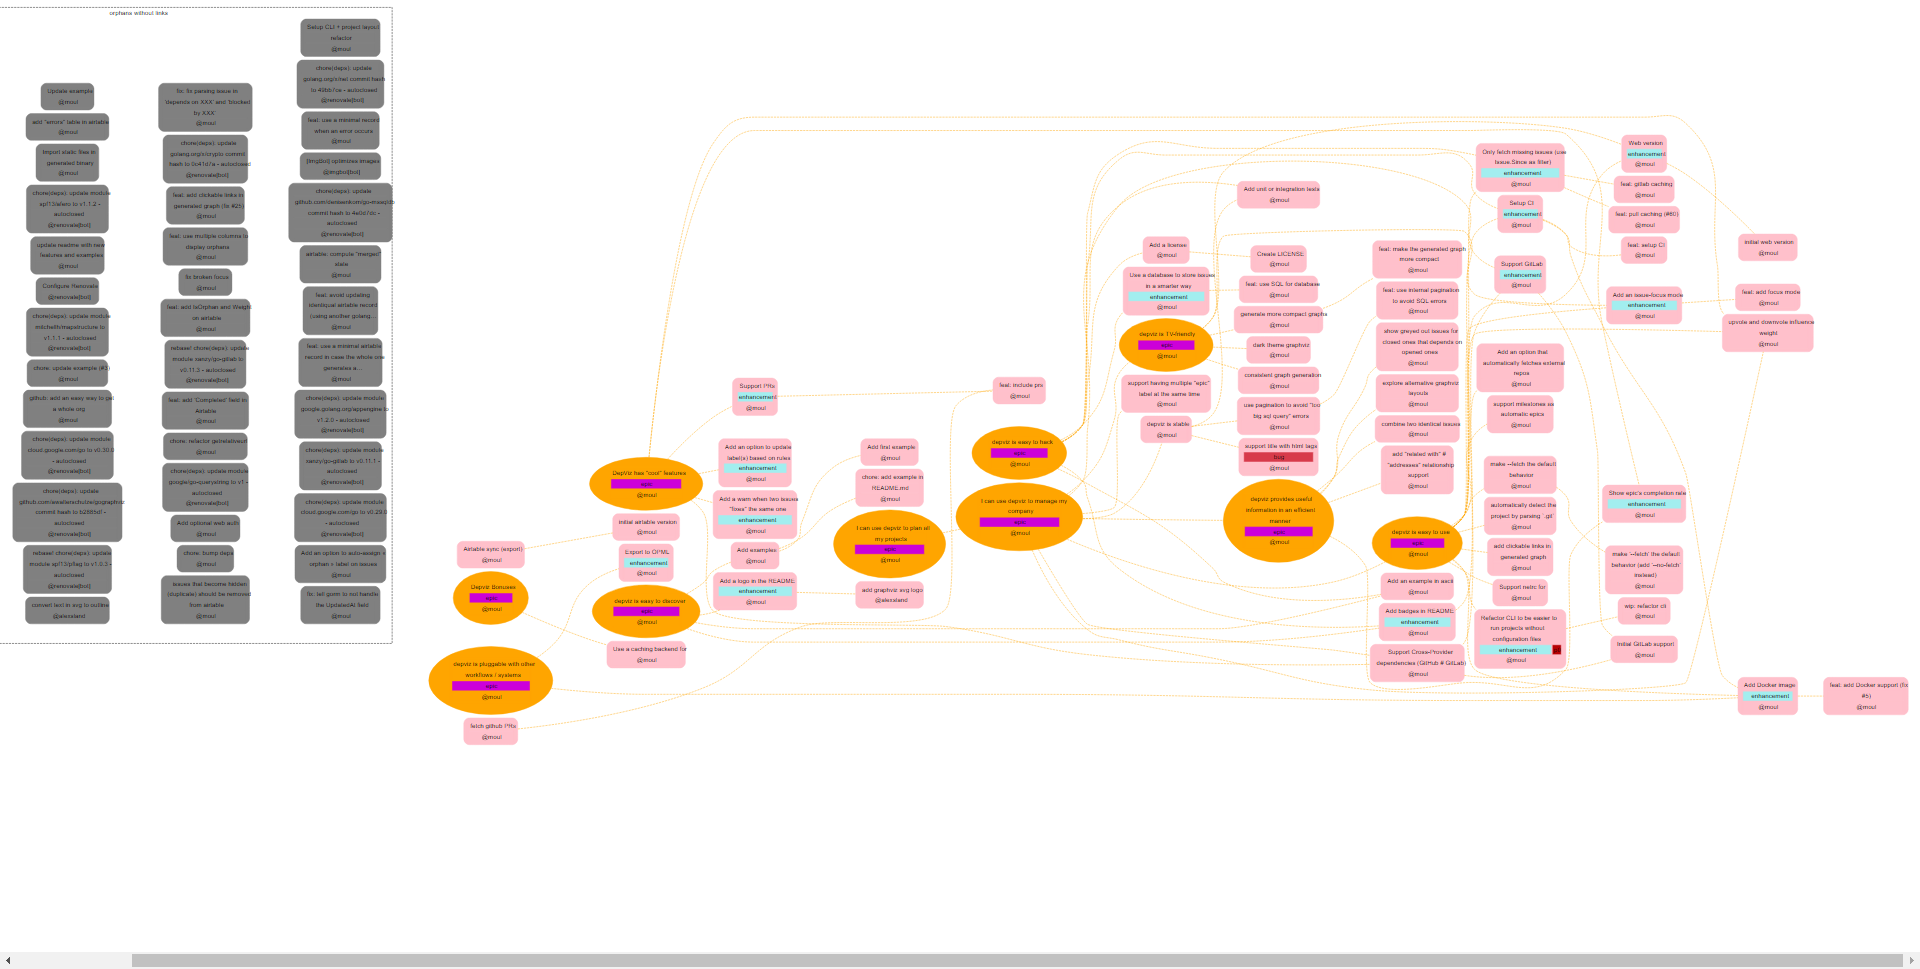 orphans without links
Update example
@moul
add "errors" table in airtable
@moul
Import static files in
generated binary
@moul
chore(deps): update module
spf13/afero to v1.1.2 -
autoclosed
@renovate[bot]
update readme with new
features and examples
@moul
Configure Renovate
@renovate[bot]
chore(deps): update module
mitchellh/mapstructure to
v1.1.1 - autoclosed
@renovate[bot]
chore: update example (#3)
@moul
github: add an easy way to get
a whole org
@moul
chore(deps): update module
cloud.google.com/go to v0.30.0
- autoclosed
@renovate[bot]
chore(deps): update
commit hash to b2885df -
autoclosed
@renovate[bot]
rebase! chore(deps): update
module spf13/pflag to v1.0.3 -
autoclosed
@renovate[bot]
convert text in svg to outline
@alexsland
fix: fix parsing issue in
'depends on XXX' and 'blocked
by XXX'
@moul
chore(deps): update
golang.org/x/crypto commit
hash to 0c41d7a - autoclosed
@renovate[bot]
feat: add clickable links in
generated graph (fix #25)
@moul
feat: use multiple columns to
display orphans
@moul
fix broken focus
@moul
feat: add IsOrphan and Weight
on airtable
@moul
rebase! chore(deps): update
module xanzy/go-gitlab to
v0.11.3 - autoclosed
@renovate[bot]
feat: add 'Completed' field in
Airtable
@moul
chore: refactor getrelativeurl
@moul
chore(deps): update module
google/go-querystring to v1 -
autoclosed
@renovate[bot]
Add optional web auth
@moul
chore: bump deps
@moul
issues that become hidden
(duplicate) should be removed
from airtable
@moul
Setup CLI + project layout
refactor
@moul
chore(deps): update
golang.org/x/net commit hash
to 49bb7ce - autoclosed
@renovate[bot]
feat: use a minimal record
when an error occurs
@moul
[ImgBot] optimizes images
@imgbot[bot]
chore(deps): update
github.com/denisenkom/go-mssqldb
commit hash to 4e0d7dc -
autoclosed
@renovate[bot]
airtable: compute "merged"
state
@moul
feat: avoid updating
identiqual airtable record
(using another golang...
@moul
feat: use a minimal airtable
record in case the whole one
generates a...
@moul
chore(deps): update module
google.golang.org/appengine to
v1.2.0 - autoclosed
@renovate[bot]
chore(deps): update module
xanzy/go-gitlab to v0.11.1 -
autoclosed
@renovate[bot]
chore(deps): update module
cloud.google.com/go to v0.29.0
- autoclosed
@renovate[bot]
Add an option to auto-assign +
orphan + label on issues
@moul
fix: tell gorm to not handle
the UpdatedAt field
@moul
Airtable sync (export)
@moul
Depviz Bonuses
epic
@moul
depviz is pluggable with other
workflows / systems
epic
@moul
fetch github PRs
@moul
DepViz has "cool" features
epic
@moul
initial airtable version
@moul
Export to OPML
enhancement
@moul
depviz is easy to discover
epic
@moul
Use a caching backend for
@moul
Support PRs
enhancement
@moul
Add an option to update
label(s) based on rules
enhancement
@moul
Add a warn when two issues
"fixes" the same one
enhancement
@moul
Add examples
@moul
Add a logo in the README
enhancement
@moul
Add first example
@moul
chore: add example in
README.md
@moul
I can use depviz to plan all
my projects
epic
@moul
add graphviz svg logo
@alexsland
feat: include prs
@moul
depviz is easy to hack
epic
@moul
I can use depviz to manage my
company
epic
@moul
Add a license
@moul
Use a database to store issues
in a smarter way
enhancement
@moul
depviz is TV-friendly
epic
@moul
support having multiple "epic"
label at the same time
@moul
depviz is stable
@moul
Add unit or integration tests
@moul
Create LICENSE
@moul
feat: use SQL for database
@moul
generate more compact graphs
@moul
dark theme graphviz
@moul
consistent graph generation
@moul
use pagination to avoid "too
big sql query" errors
@moul
support title with html tags
bug
@moul
depviz provides useful
information in an efficient
manner
epic
@moul
feat: make the generated graph
more compact
@moul
feat: use internal pagination
to avoid SQL errors
@moul
show greyed out issues for
closed ones that depends on
opened ones
@moul
explore alternative graphviz
layouts
@moul
combine two identical issues
@moul
add "related with" #
"addresses" relationship
support
@moul
depviz is easy to use
epic
@moul
Add an example in ascii
@moul
Add badges in README
enhancement
@moul
Support Cross-Provider
dependencies (GitHub # GitLab)
@moul
Only fetch missing issues (use
Issue.Since as filter)
enhancement
@moul
Setup CI
enhancement
@moul
Support GitLab
enhancement
@moul
Add an option that
automatically fetches external
repos
@moul
support milestones as
automatic epics
@moul
make --fetch the default
behavior
@moul
automatically detect the
project by parsing `.git`
@moul
add clickable links in
generated graph
@moul
Support netrc for
@moul
Refactor CLI to be easier to
run projects without
configuration files
enhancement
@moul
Web version
enhancement
@moul
feat: gitlab caching
@moul
feat: pull caching (#60)
@moul
feat: setup CI
@moul
Add an issue-focus mode
enhancement
@moul
Show epic's completion rate
enhancement
@moul
make '--fetch' the default
behavior (add '--no-fetch'
instead)
@moul
wip: refactor cli
@moul
Initial GitLab support
@moul
initial web version
@moul
feat: add focus mode
@moul
upvote and downvote influence
weight
@moul
Add Docker image
enhancement
@moul
feat: add Docker support (fix
#5)
@moul